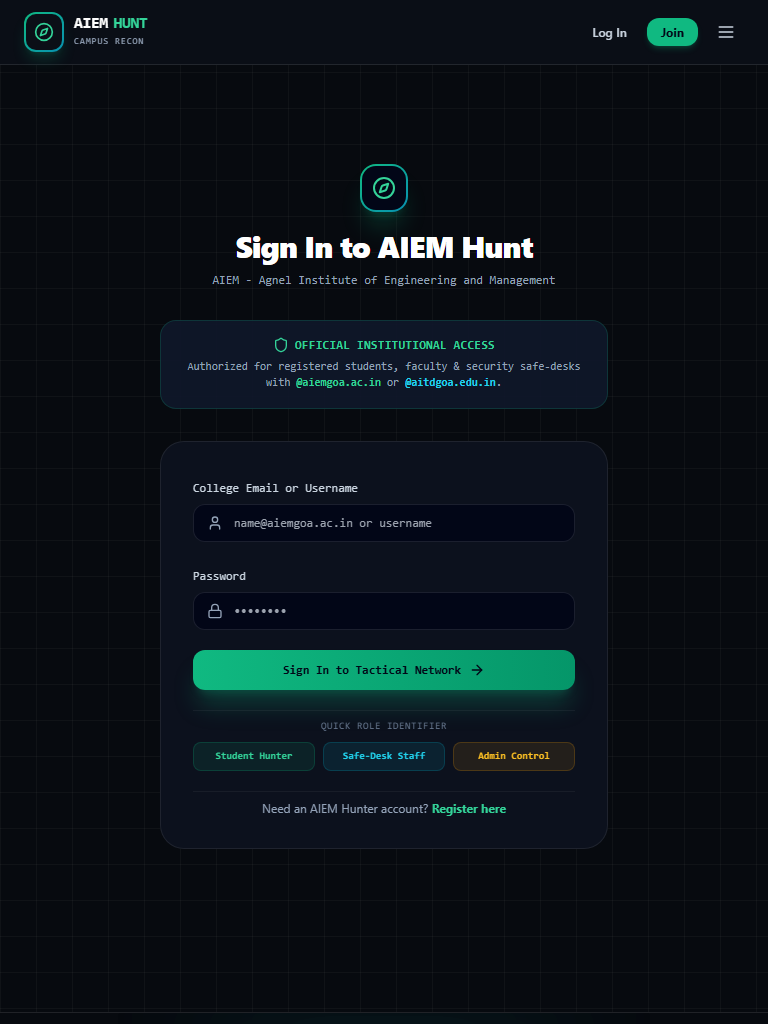 AIEM HUNT
CAMPUS RECON
Log In
Join
Sign In to AIEM Hunt
AIEM - Agnel Institute of Engineering and Management
OFFICIAL INSTITUTIONAL ACCESS
Authorized for registered students, faculty & security safe-desks
with @aiemgoa.ac.in or @aitdgoa.edu.in.
College Email or Username
name@aiemgoa.ac.in or username
Password
••••••••
Sign In to Tactical Network →
QUICK ROLE IDENTIFIER
Student Hunter
Safe-Desk Staff
Admin Control
Need an AIEM Hunter account? Register here